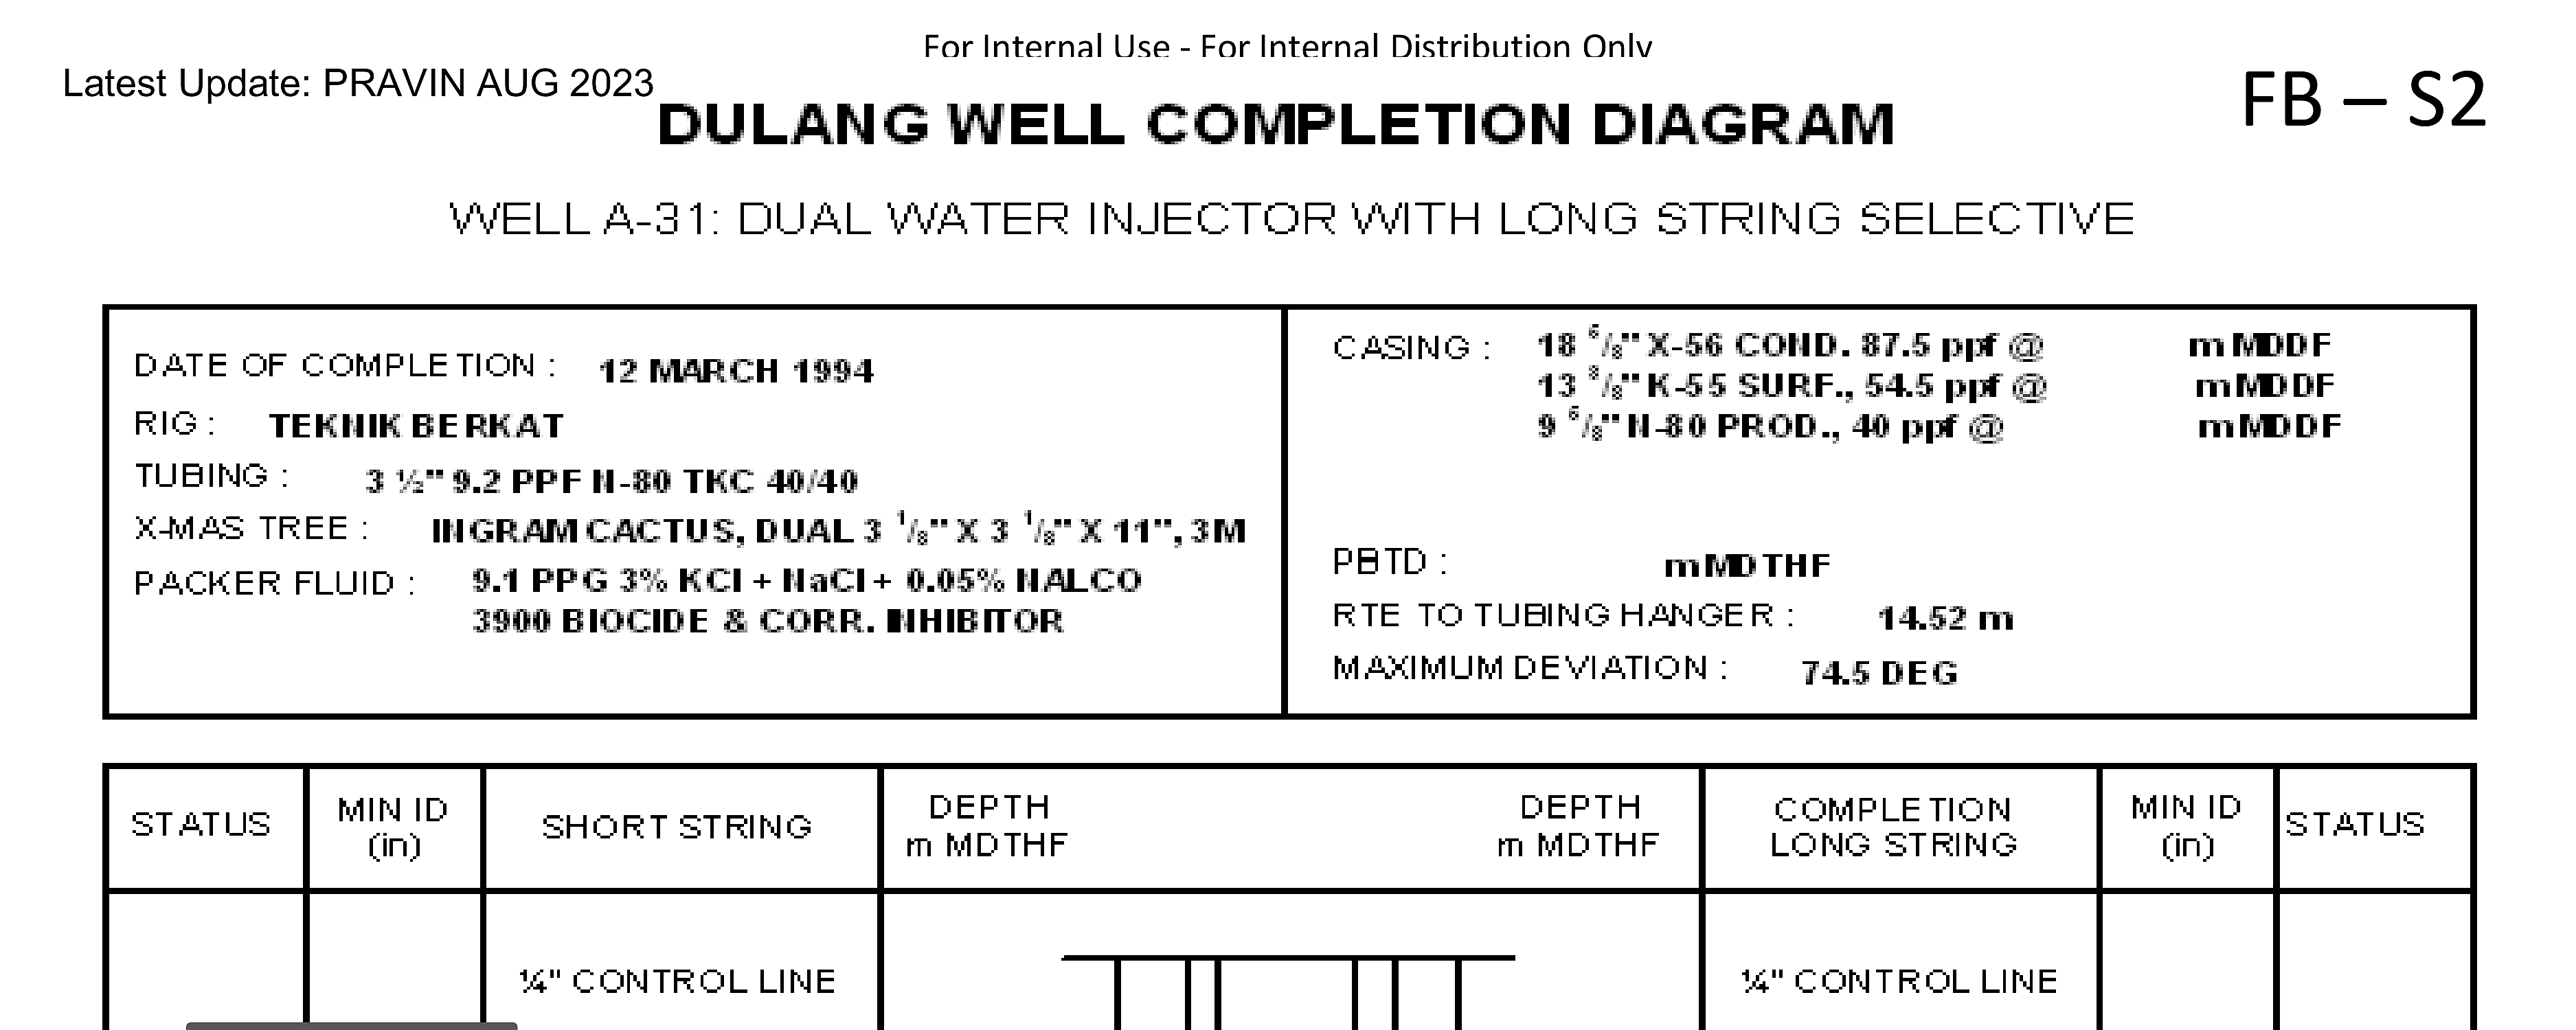 For Internal Use - For Internal Distribution Only
Latest Update: PRAVIN AUG 2023
FB – S2
DULANG WELL COMPLETION DIAGRAM
WELL A-31: DUAL WATER INJECTOR WITH LONG STRING SELECTIVE
DATE OF COMPLETION : 12 MARCH 1994
RIG : TEKNIK BERKAT
TUBING : 3 ½" 9.2 PPF N-80 TKC 40/40
X-MAS TREE : INGRAM CACTUS, DUAL 3 1/8" X 3 1/8" X 11", 3M
PACKER FLUID : 9.1 PPG 3% KCl + NaCl + 0.05% NALCO
3900 BIOCIDE & CORR. INHIBITOR
CASING : 18 " X-56 COND. 87.5 ppf @ m MDDF
13 " K-55 SURF., 54.5 ppf @ m MDDF
9 " N-80 PROD., 40 ppf @ m MDDF
PBTD : m MDTHF
RTE TO TUBING HANGER : 14.52 m
MAXIMUM DEVIATION : 74.5 DEG
STATUS
MIN ID
(in)
SHORT STRING
DEPTH
m MDTHF
DEPTH
m MDTHF
COMPLETION
LONG STRING
MIN ID
(in)
STATUS
¼" CONTROL LINE
¼" CONTROL LINE